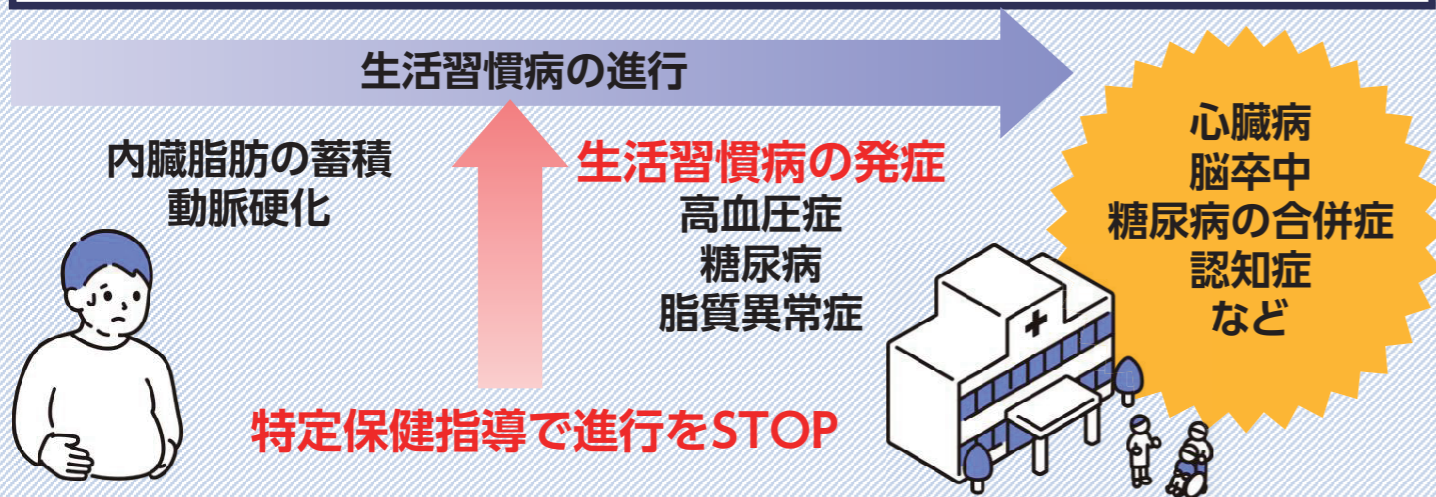 生活習慣病の進行
内臓脂肪の蓄積
動脈硬化
生活習慣病の発症
高血圧症
糖尿病
脂質異常症
心臓病
脳卒中
糖尿病の合併症
認知症
など
特定保健指導で進行をSTOP